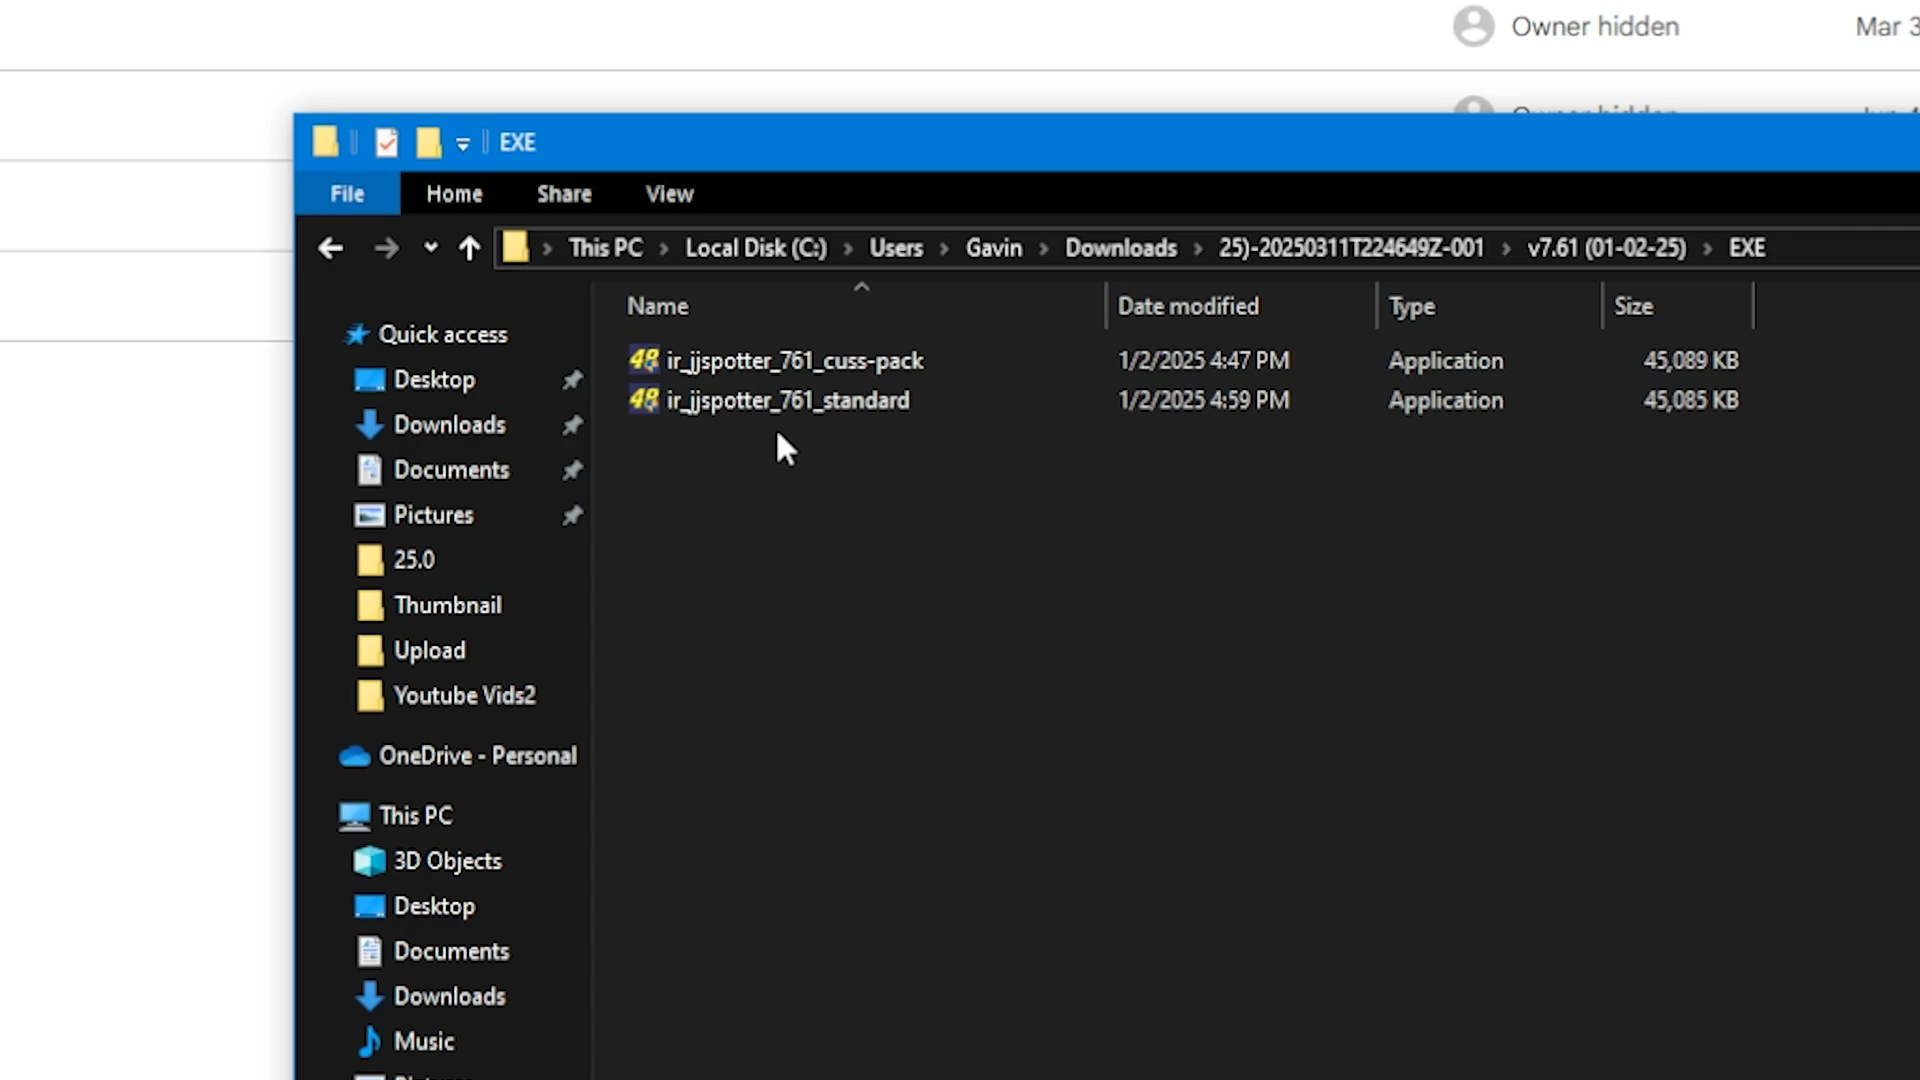 Owner hidden Mar 3
EXE
File Home Share View
This PC Local Disk (C:) Users Gavin Downloads 25)-20250311T224649Z-001 v7.61 (01-02-25) EXE
Name Date modified Type Size
ir_jjspotter_761_cuss-pack 1/2/2025 4:47 PM Application 45,089 KB
ir_jjspotter_761_standard 1/2/2025 4:59 PM Application 45,085 KB
Quick access
Desktop
Downloads
Documents
Pictures
25.0
Thumbnail
Upload
Youtube Vids2
OneDrive - Personal
This PC
3D Objects
Desktop
Documents
Downloads
Music